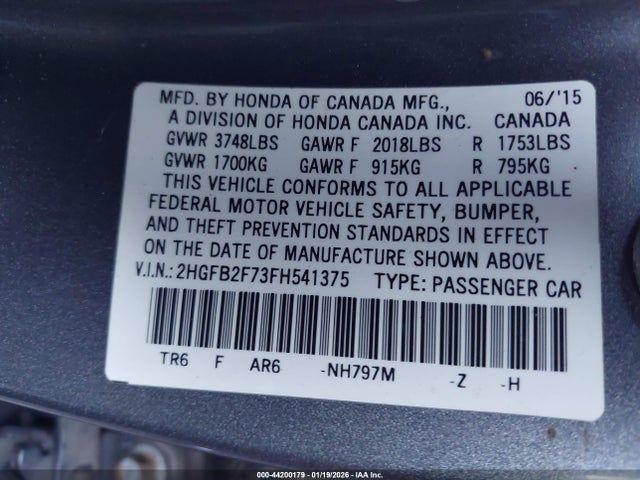 MFD. BY HONDA OF CANADA MFG., 06/'15
A DIVISION OF HONDA CANADA INC. CANADA
GVWR 3748LBS GAWR F 2018LBS R 1753LBS
GVWR 1700KG GAWR F 915KG R 795KG
THIS VEHICLE CONFORMS TO ALL APPLICABLE
FEDERAL MOTOR VEHICLE SAFETY, BUMPER,
AND THEFT PREVENTION STANDARDS IN EFFECT
ON THE DATE OF MANUFACTURE SHOWN ABOVE.
V.I.N.: 2HGFB2F73FH541375 TYPE: PASSENGER CAR
TR6 F AR6 -NH797M -Z -H
000-44200179 | 01/19/2026 | IAA Inc.